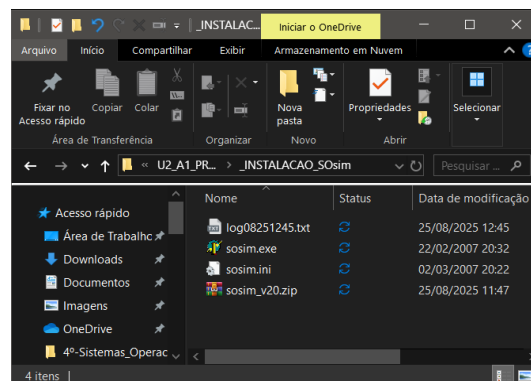 _INSTALAC...
Iniciar o OneDrive
Arquivo Início Compartilhar Exibir Armazenamento em Nuvem
Fixar no Acesso rápido
Copiar
Colar
Nova pasta
Propriedades
Selecionar
Área de Transferência Organizar Novo Abrir
« U2_A1_PR... > _INSTALACAO_SOsim
Pesquisar ...
Nome Status Data de modificação
Acesso rápido
Área de Trabalho
Downloads
Documentos
Imagens
OneDrive
4º-Sistemas_Operac
log08251245.txt 25/08/2025 12:45
sosim.exe 22/02/2007 20:32
sosim.ini 02/03/2007 20:22
sosim_v20.zip 25/08/2025 11:47
4 itens